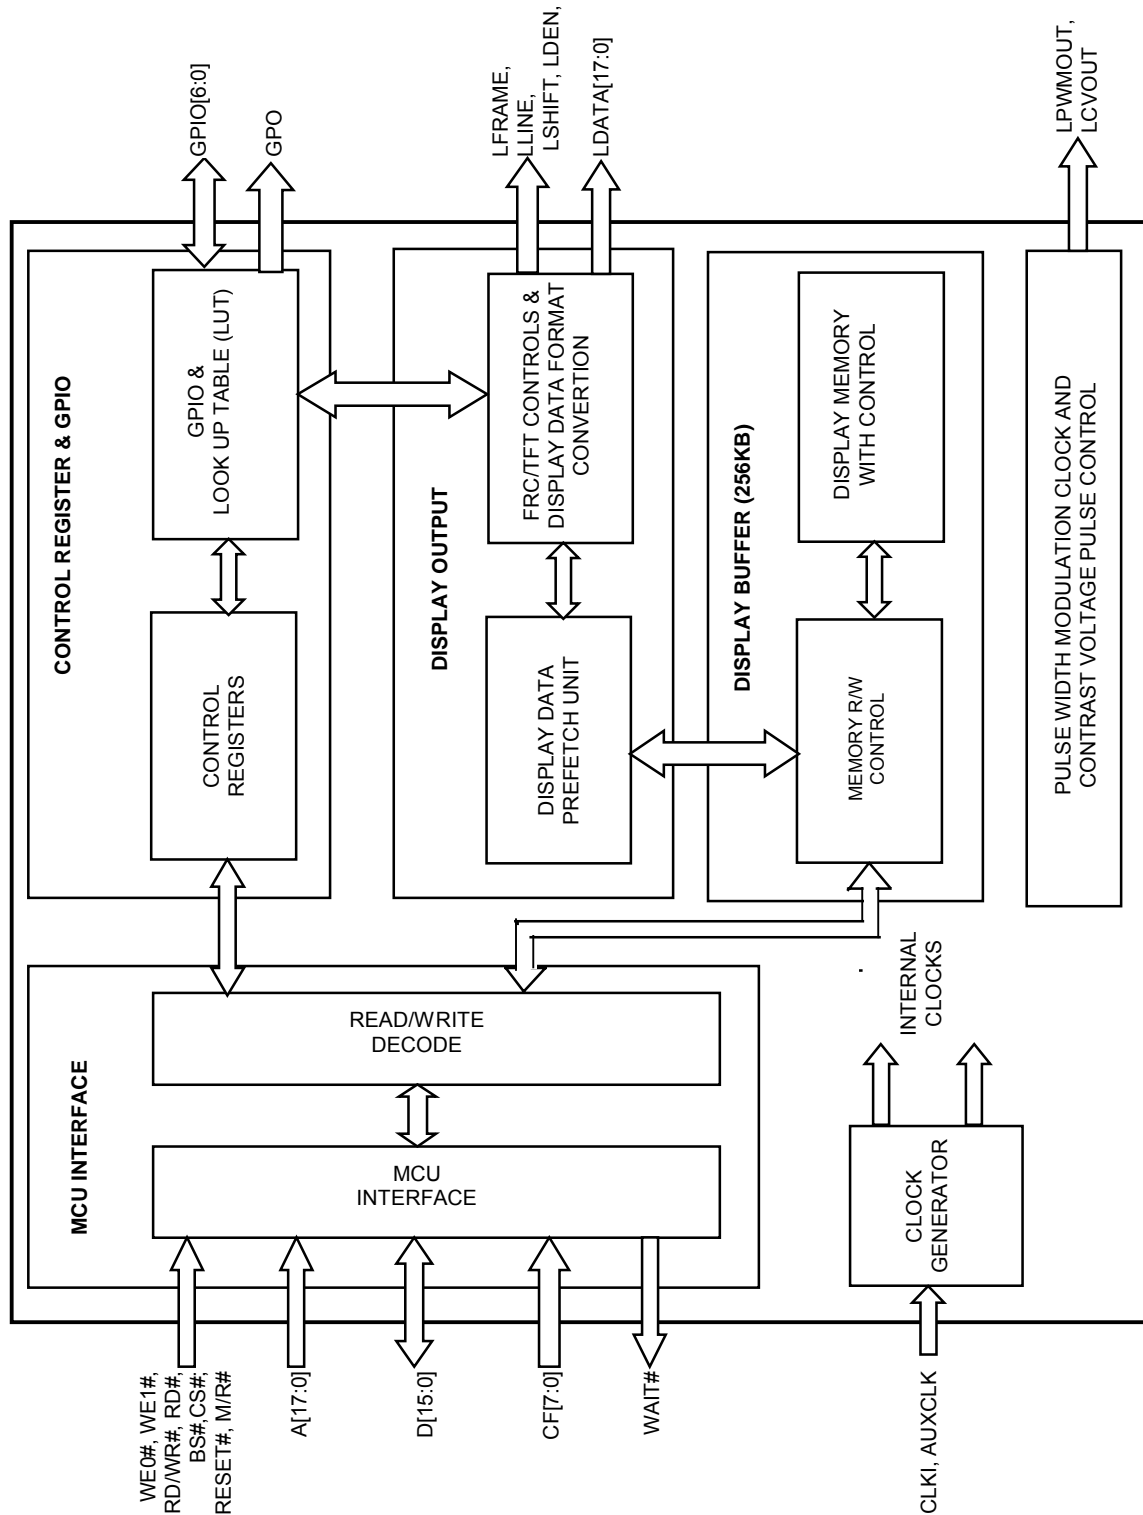 WE0#, WE1#,
RD/WR#, RD#,
BS#,CS#,
RESET#, M/R#
A[17:0]
D[15:0]
CF[7:0]
WAIT#
CLKI, AUXCLK
MCU INTERFACE
MCU
INTERFACE
READ/WRITE
DECODE
CLOCK
GENERATOR
INTERNAL
CLOCKS
CONTROL REGISTER & GPIO
CONTROL
REGISTERS
GPIO &
LOOK UP TABLE (LUT)
GPIO[6:0]
GPO
DISPLAY OUTPUT
DISPLAY DATA
PREFETCH UNIT
FRC/TFT CONTROLS &
DISPLAY DATA FORMAT
CONVERTION
LFRAME,
LLINE,
LSHIFT, LDEN,
LDATA[17:0]
DISPLAY BUFFER (256KB)
MEMORY R/W
CONTROL
DISPLAY MEMORY
WITH CONTROL
PULSE WIDTH MODULATION CLOCK AND
CONTRAST VOLTAGE PULSE CONTROL
LPWMOUT,
LCVOUT